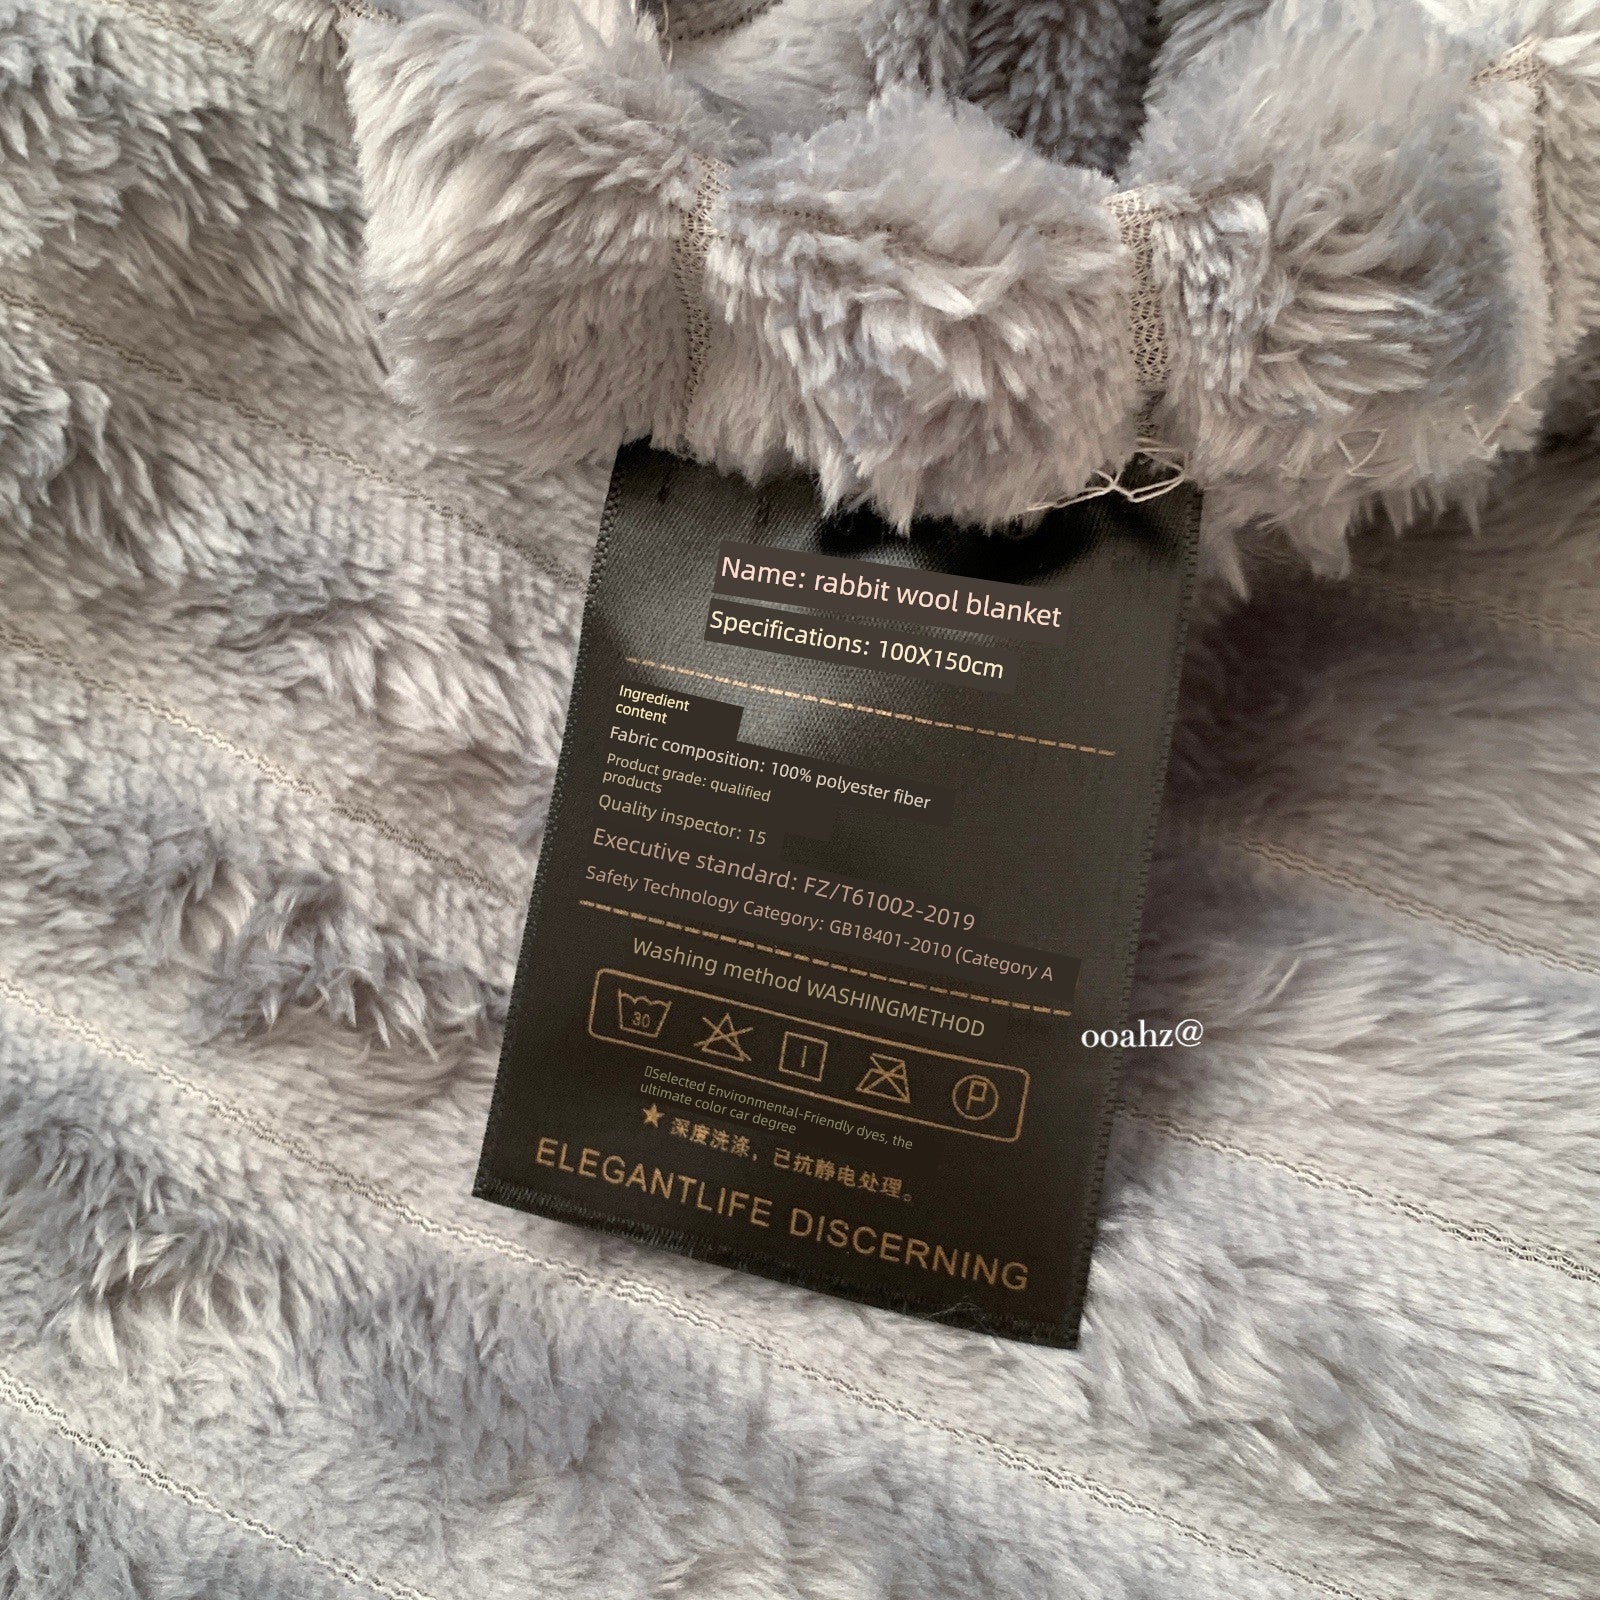 Name: rabbit wool blanket
Specifications: 100X150cm
Ingredient
content
Fabric composition: 100% polyester fiber
Product grade: qualified
products
Quality inspector: 15
Executive standard: FZ/T61002-2019
Safety Technology Category: GB18401-2010 (Category A
Washing method WASHINGMETHOD
30
P
Selected Environmental-Friendly dyes, the
ultimate color car degree
★ 深度洗涤，已抗静电处理。
ELEGANTLIFE DISCERNING
ooahz@